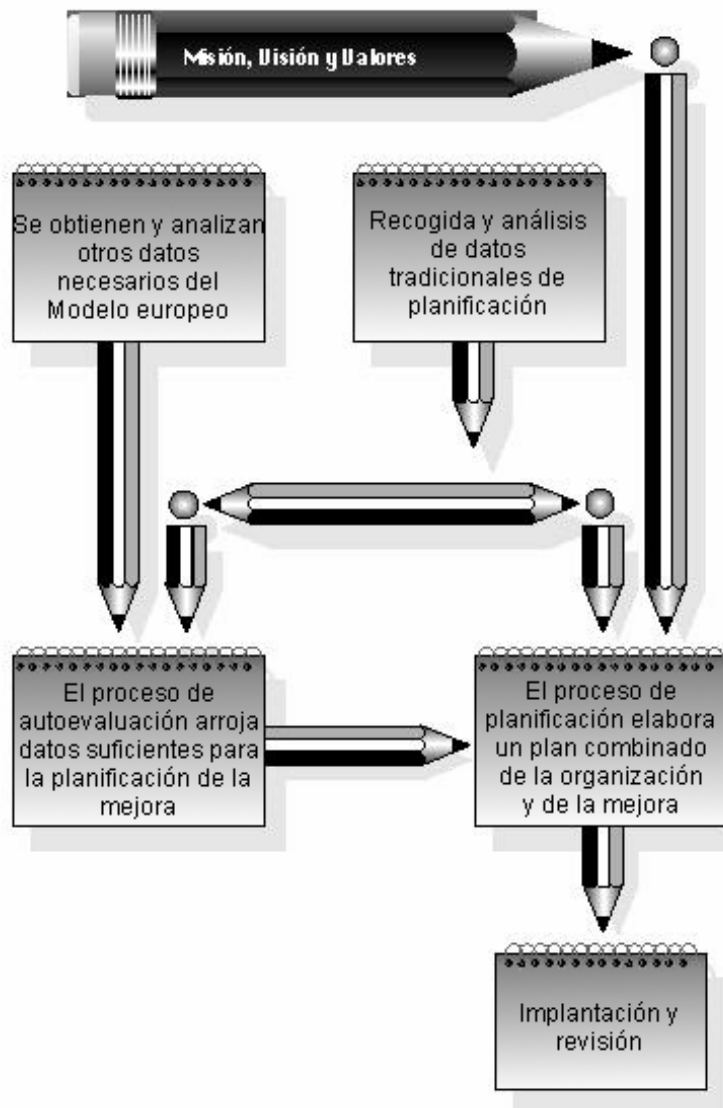 Misión, Visión y Valores
Se obtienen y analizan
otros datos
necesarios del
Modelo europeo
Recogida y análisis
de datos
tradicionales de
planificación
El proceso de
autoevaluación arroja
datos suficientes para
la planificación de la
mejora
El proceso de
planificación elabora
un plan combinado
de la organización
y de la mejora
Implantación y
revisión